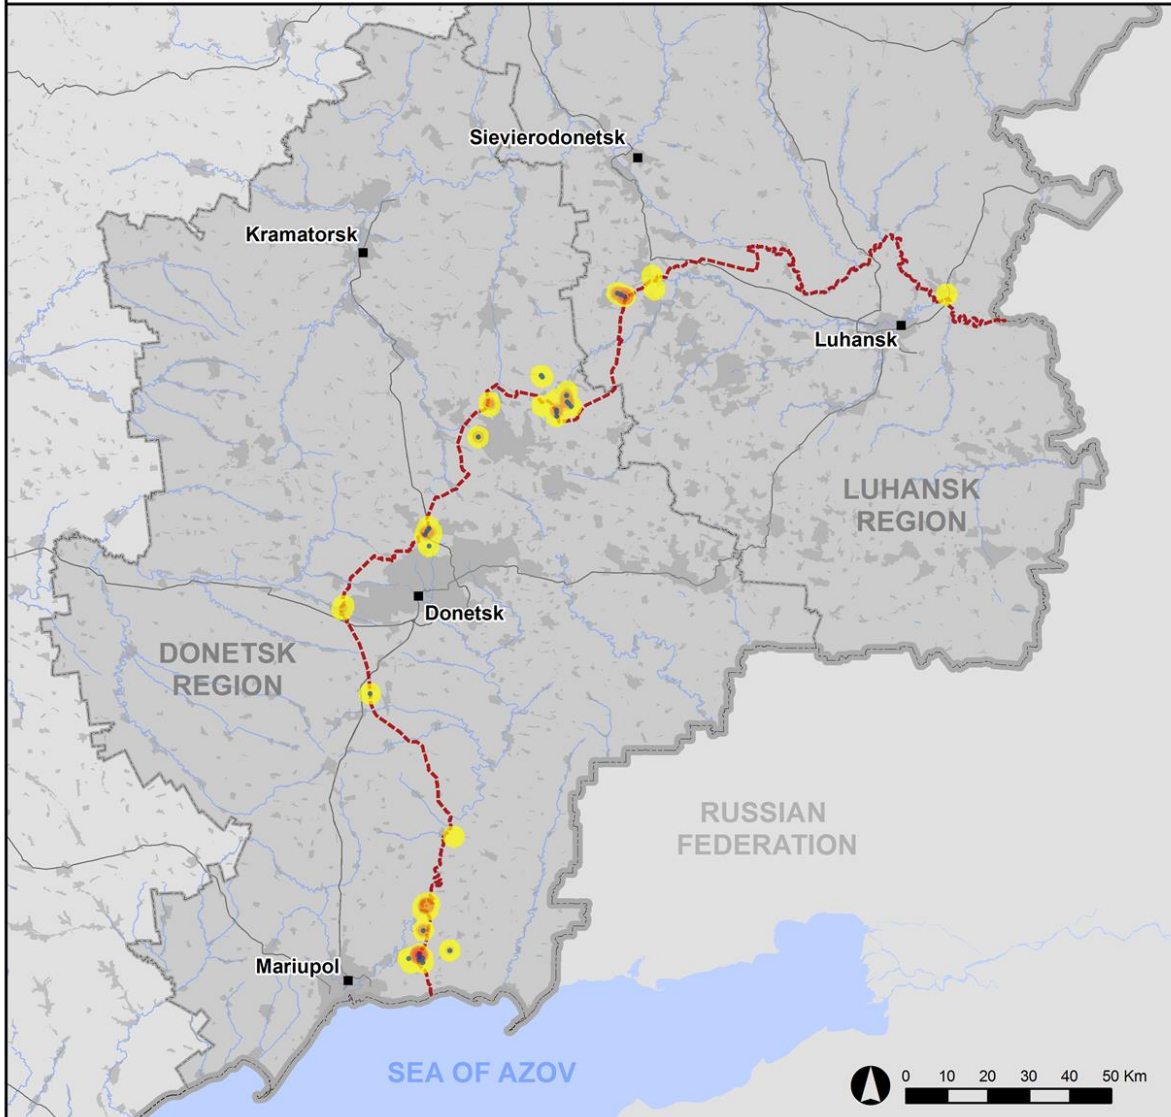 Sievierodonetsk
Kramatorsk
Luhansk
LUHANSK
REGION
Donetsk
DONETSK
REGION
RUSSIAN
FEDERATION
Mariupol
SEA OF AZOV
0 10 20 30 40 50 Km